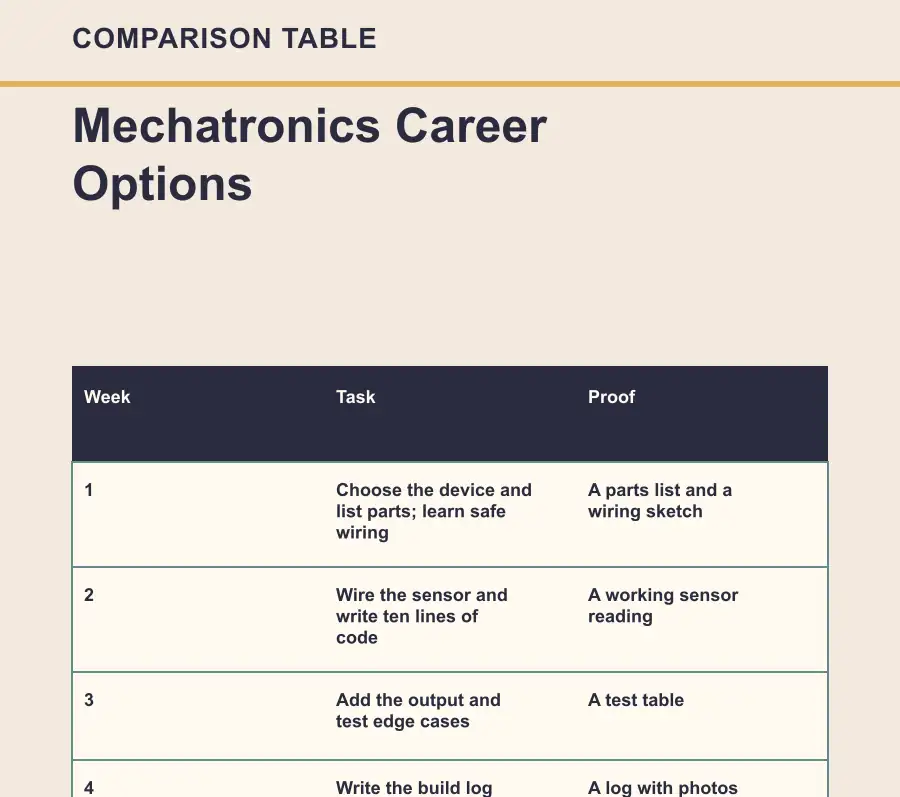 COMPARISON TABLE
Mechatronics Career
Options
Week Task Proof
1 Choose the device and A parts list and a
list parts; learn safe wiring sketch
wiring
2 Wire the sensor and A working sensor
write ten lines of reading
code
3 Add the output and A test table
test edge cases
4 Write the build log A log with photos